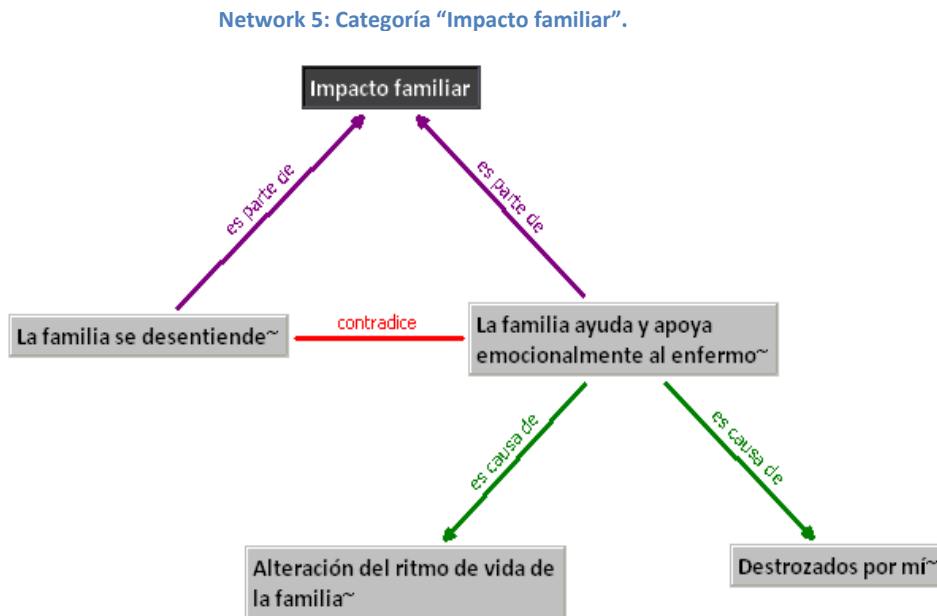 Network 5: Categoría “Impacto familiar”.
Impacto familiar
es parte de
es parte de
La familia se desentiende~
contradice
La familia ayuda y apoya
emocionalmente al enfermo~
es causa de
es causa de
Alteración del ritmo de vida de
la familia~
Destrozados por mí~